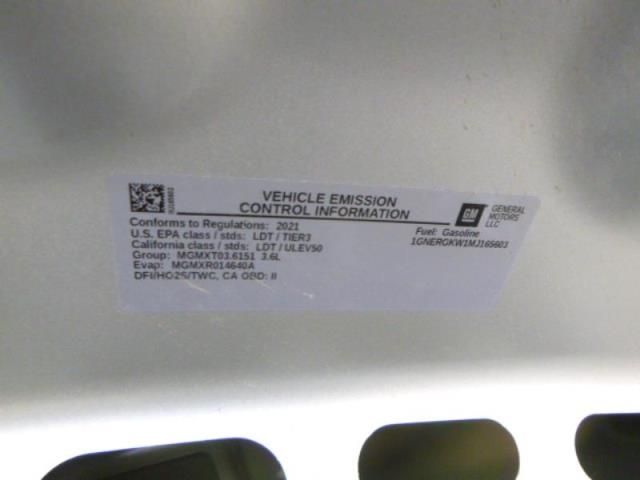 VEHICLE EMISSION
CONTROL INFORMATION
GM
GENERAL
MOTORS
LLC
Conforms to Regulations: 2021
U.S. EPA class / stds: LDT / TIER3
California class / stds: LDT / ULEV50
Group: MGMXT03.6151 3.6L
Evap: MGMXR014640A
DFI/HO2S/TWC, CA OBD: II
Fuel: Gasoline
1GNERGKW1MJ165603